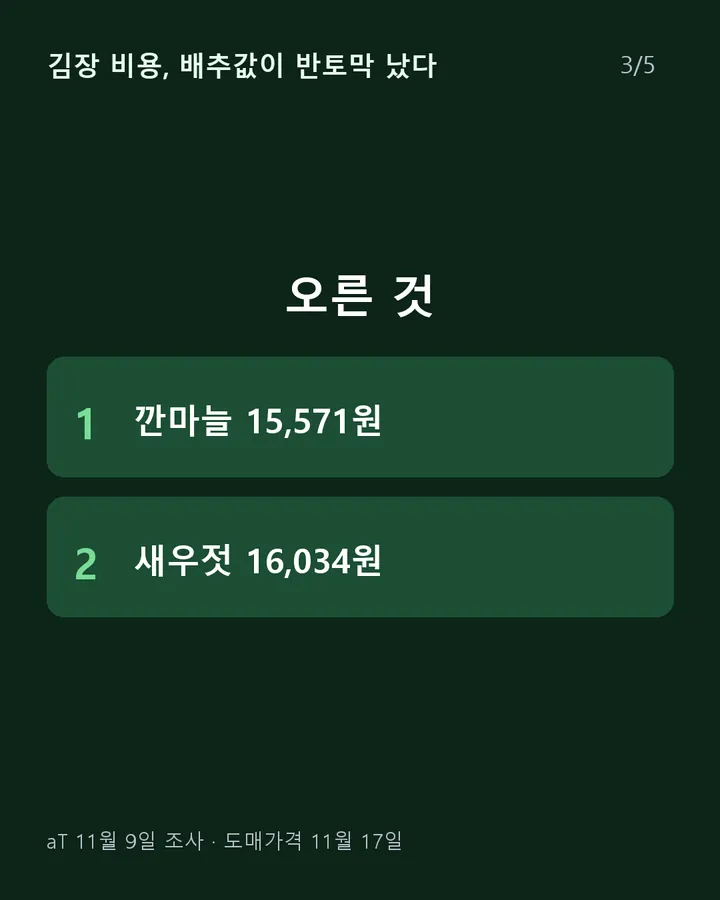 김장 비용, 배추값이 반토막 났다
3/5
오른 것
1 깐마늘 15,571원
2 새우젓 16,034원
aT 11월 9일 조사 · 도매가격 11월 17일